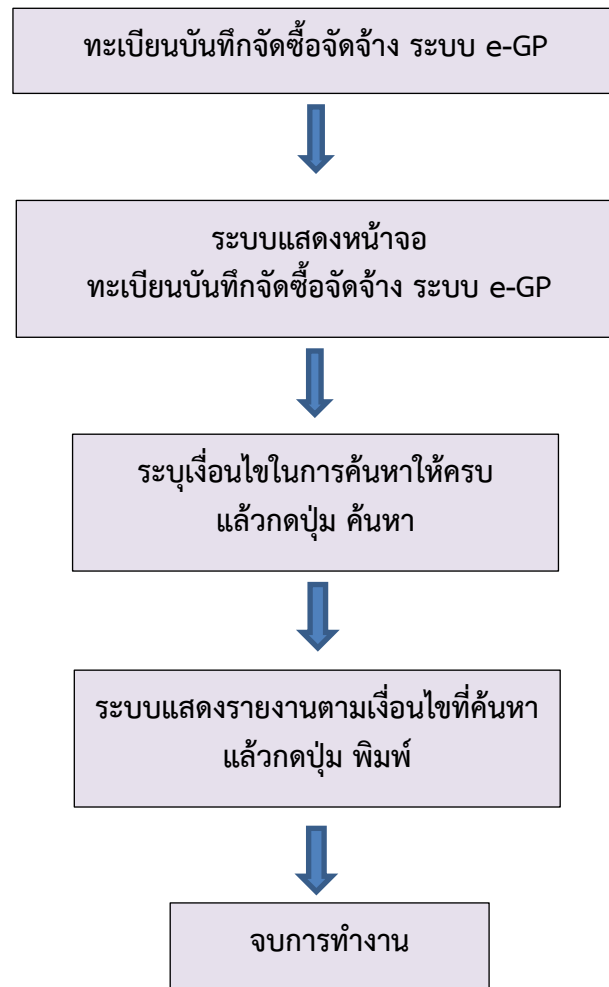 ทะเบียนบันทึกจัดซื้อจัดจ้าง ระบบ e-GP
ระบบแสดงหน้าจอ
ทะเบียนบันทึกจัดซื้อจัดจ้าง ระบบ e-GP
ระบุเงื่อนไขในการค้นหาให้ครบ
แล้วกดปุ่ม ค้นหา
ระบบแสดงรายงานตามเงื่อนไขที่ค้นหา
แล้วกดปุ่ม พิมพ์
จบการทำงาน